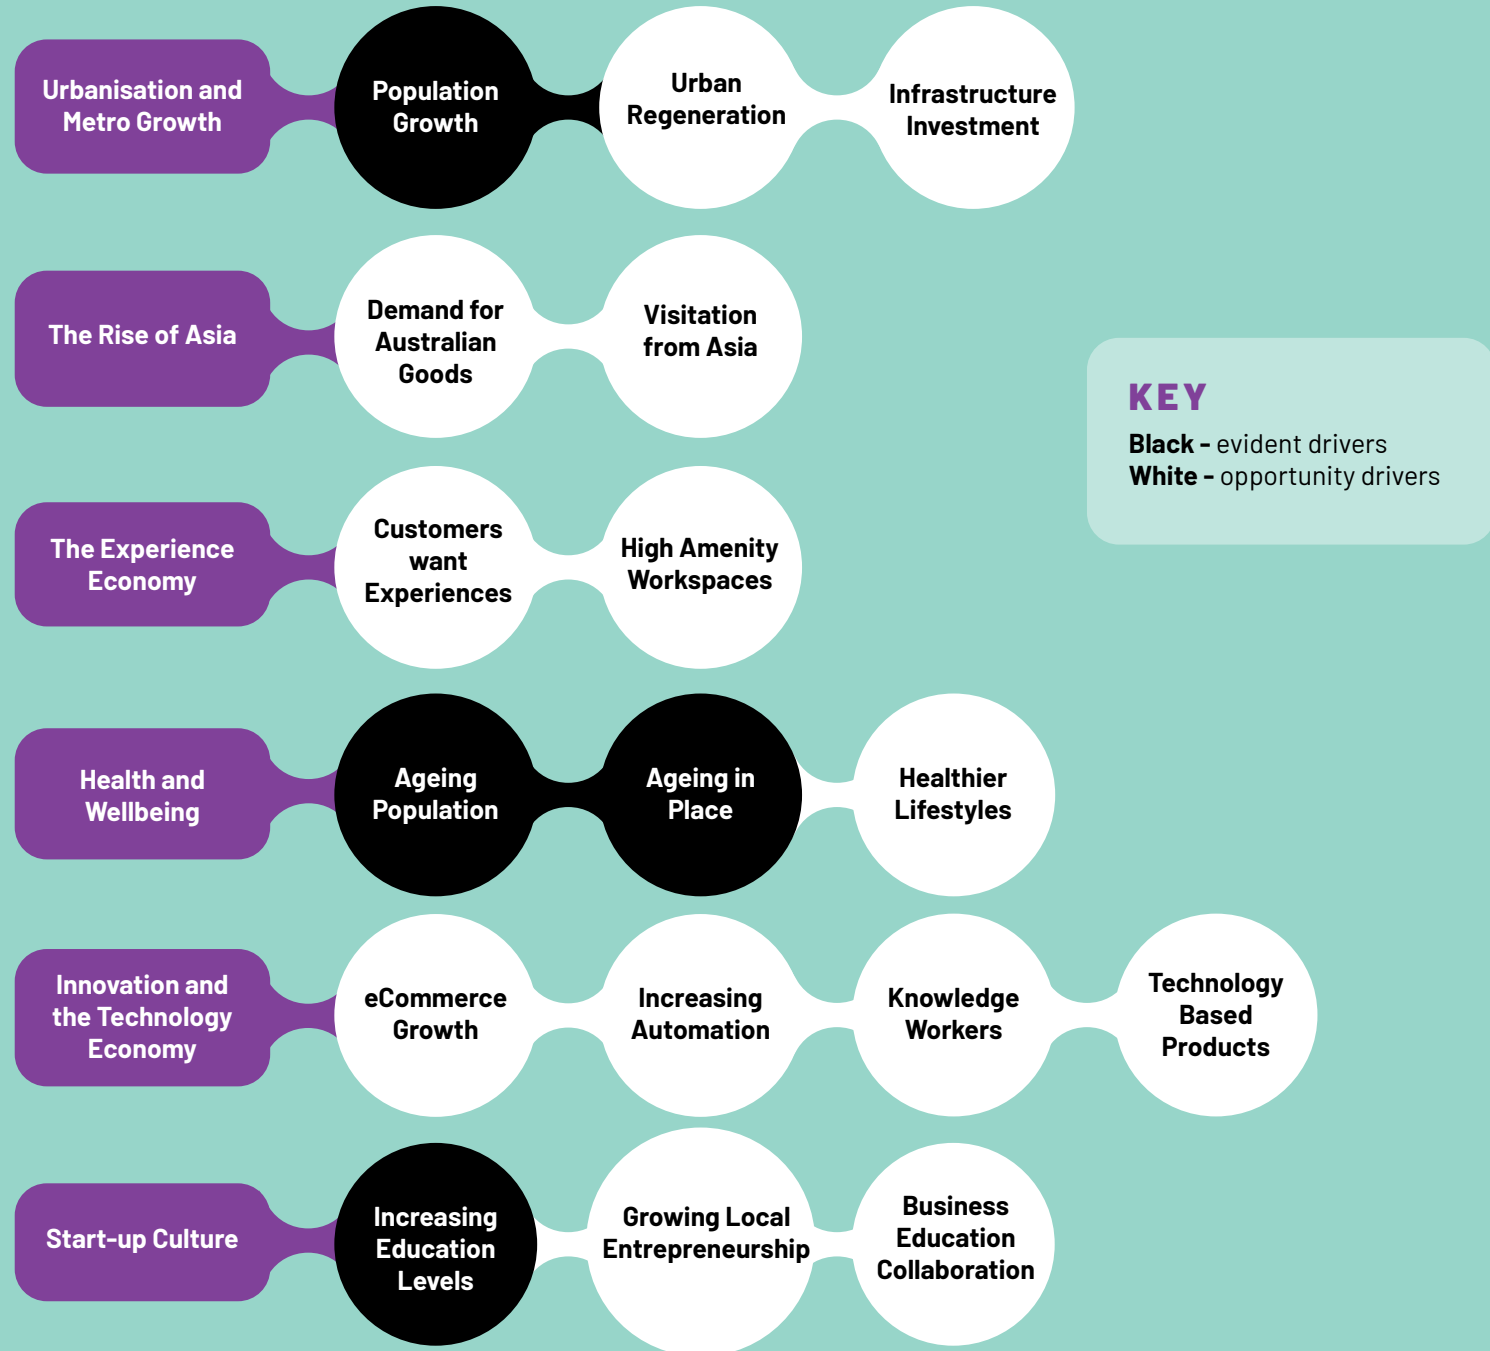 Urbanisation and
Metro Growth
Population
Growth
Urban
Regeneration
Infrastructure
Investment
The Rise of Asia
Demand for
Australian
Goods
Visitation
from Asia
KEY
Black - evident drivers
White - opportunity drivers
The Experience
Economy
Customers
want
Experiences
High Amenity
Workspaces
Health and
Wellbeing
Ageing
Population
Ageing in
Place
Healthier
Lifestyles
Innovation and
the Technology
Economy
eCommerce
Growth
Increasing
Automation
Knowledge
Workers
Technology
Based
Products
Start-up Culture
Increasing
Education
Levels
Growing Local
Entrepreneurship
Business
Education
Collaboration